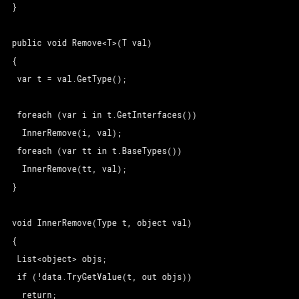 }
public void Remove<T>(T val)
{
var t = val.GetType();
foreach (var i in t.GetInterfaces())
InnerRemove(i, val);
foreach (var tt in t.BaseTypes())
InnerRemove(tt, val);
}
void InnerRemove(Type t, object val)
{
List<object> objs;
if (!data.TryGetValue(t, out objs))
return;